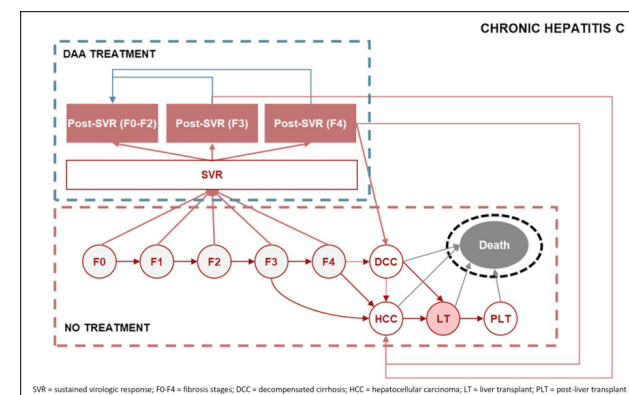 CHRONIC HEPATITIS C
DAA TREATMENT
Post-SVR (F0-F2) Post-SVR (F3) Post-SVR (F4)
SVR
F0 F1 F2 F3 F4 DCC Death
HCC LT PLT
NO TREATMENT
SVR = sustained virologic response; F0-F4 = fibrosis stages; DCC = decompensated cirrhosis; HCC = hepatocellular carcinoma; LT = liver transplant; PLT = post-liver transplant